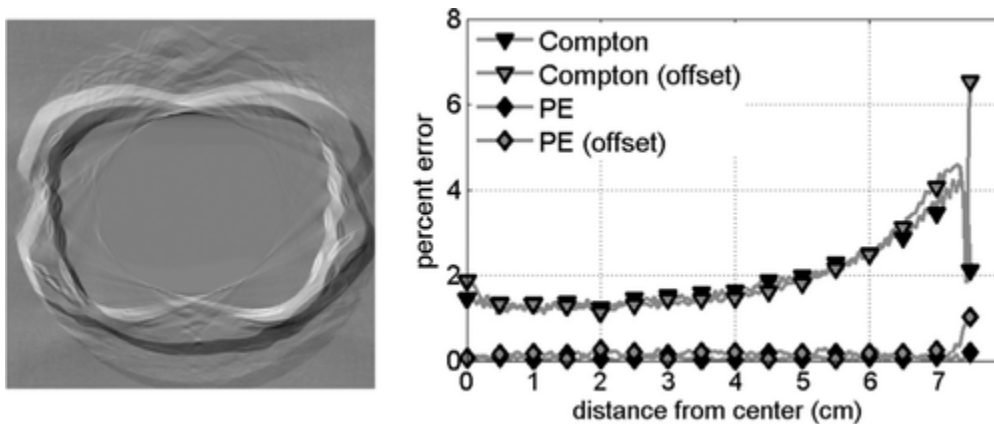 8
6
4
2
0
percent error
Compton
Compton (offset)
PE
PE (offset)
0 1 2 3 4 5 6 7
distance from center (cm)